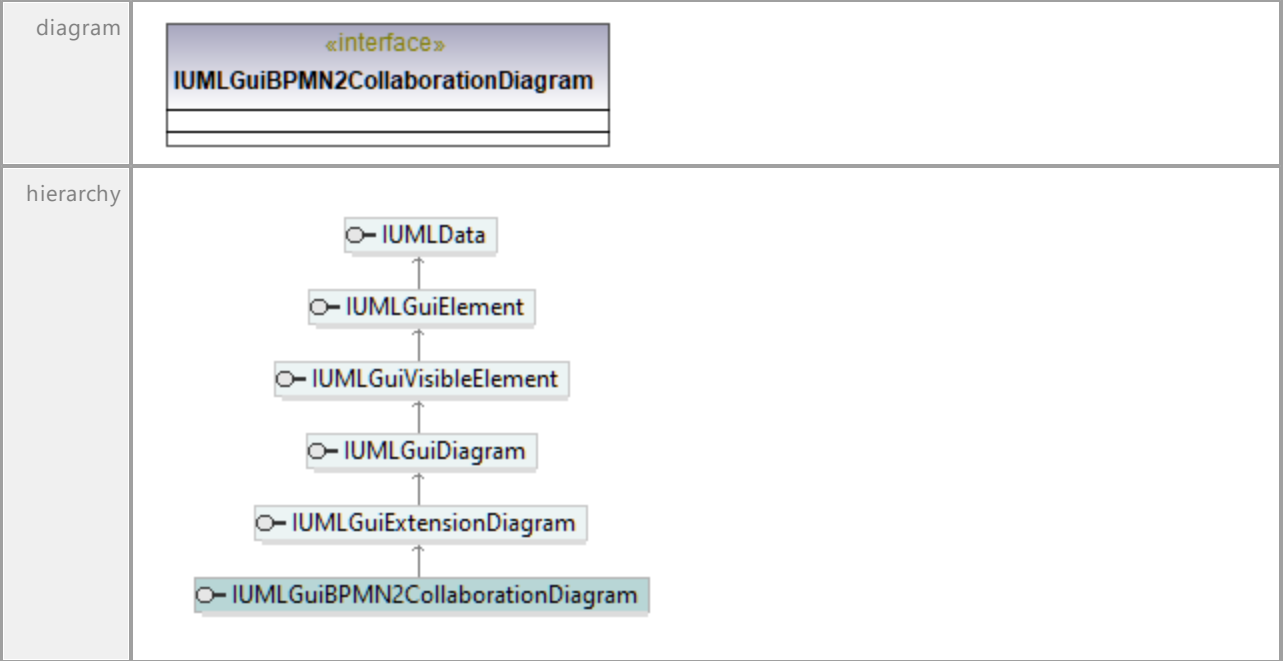 diagram
«interface»
IUMLGuiBPMN2CollaborationDiagram
hierarchy
IUMLData
IUMLGuiElement
IUMLGuiVisibleElement
IUMLGuiDiagram
IUMLGuiExtensionDiagram
IUMLGuiBPMN2CollaborationDiagram